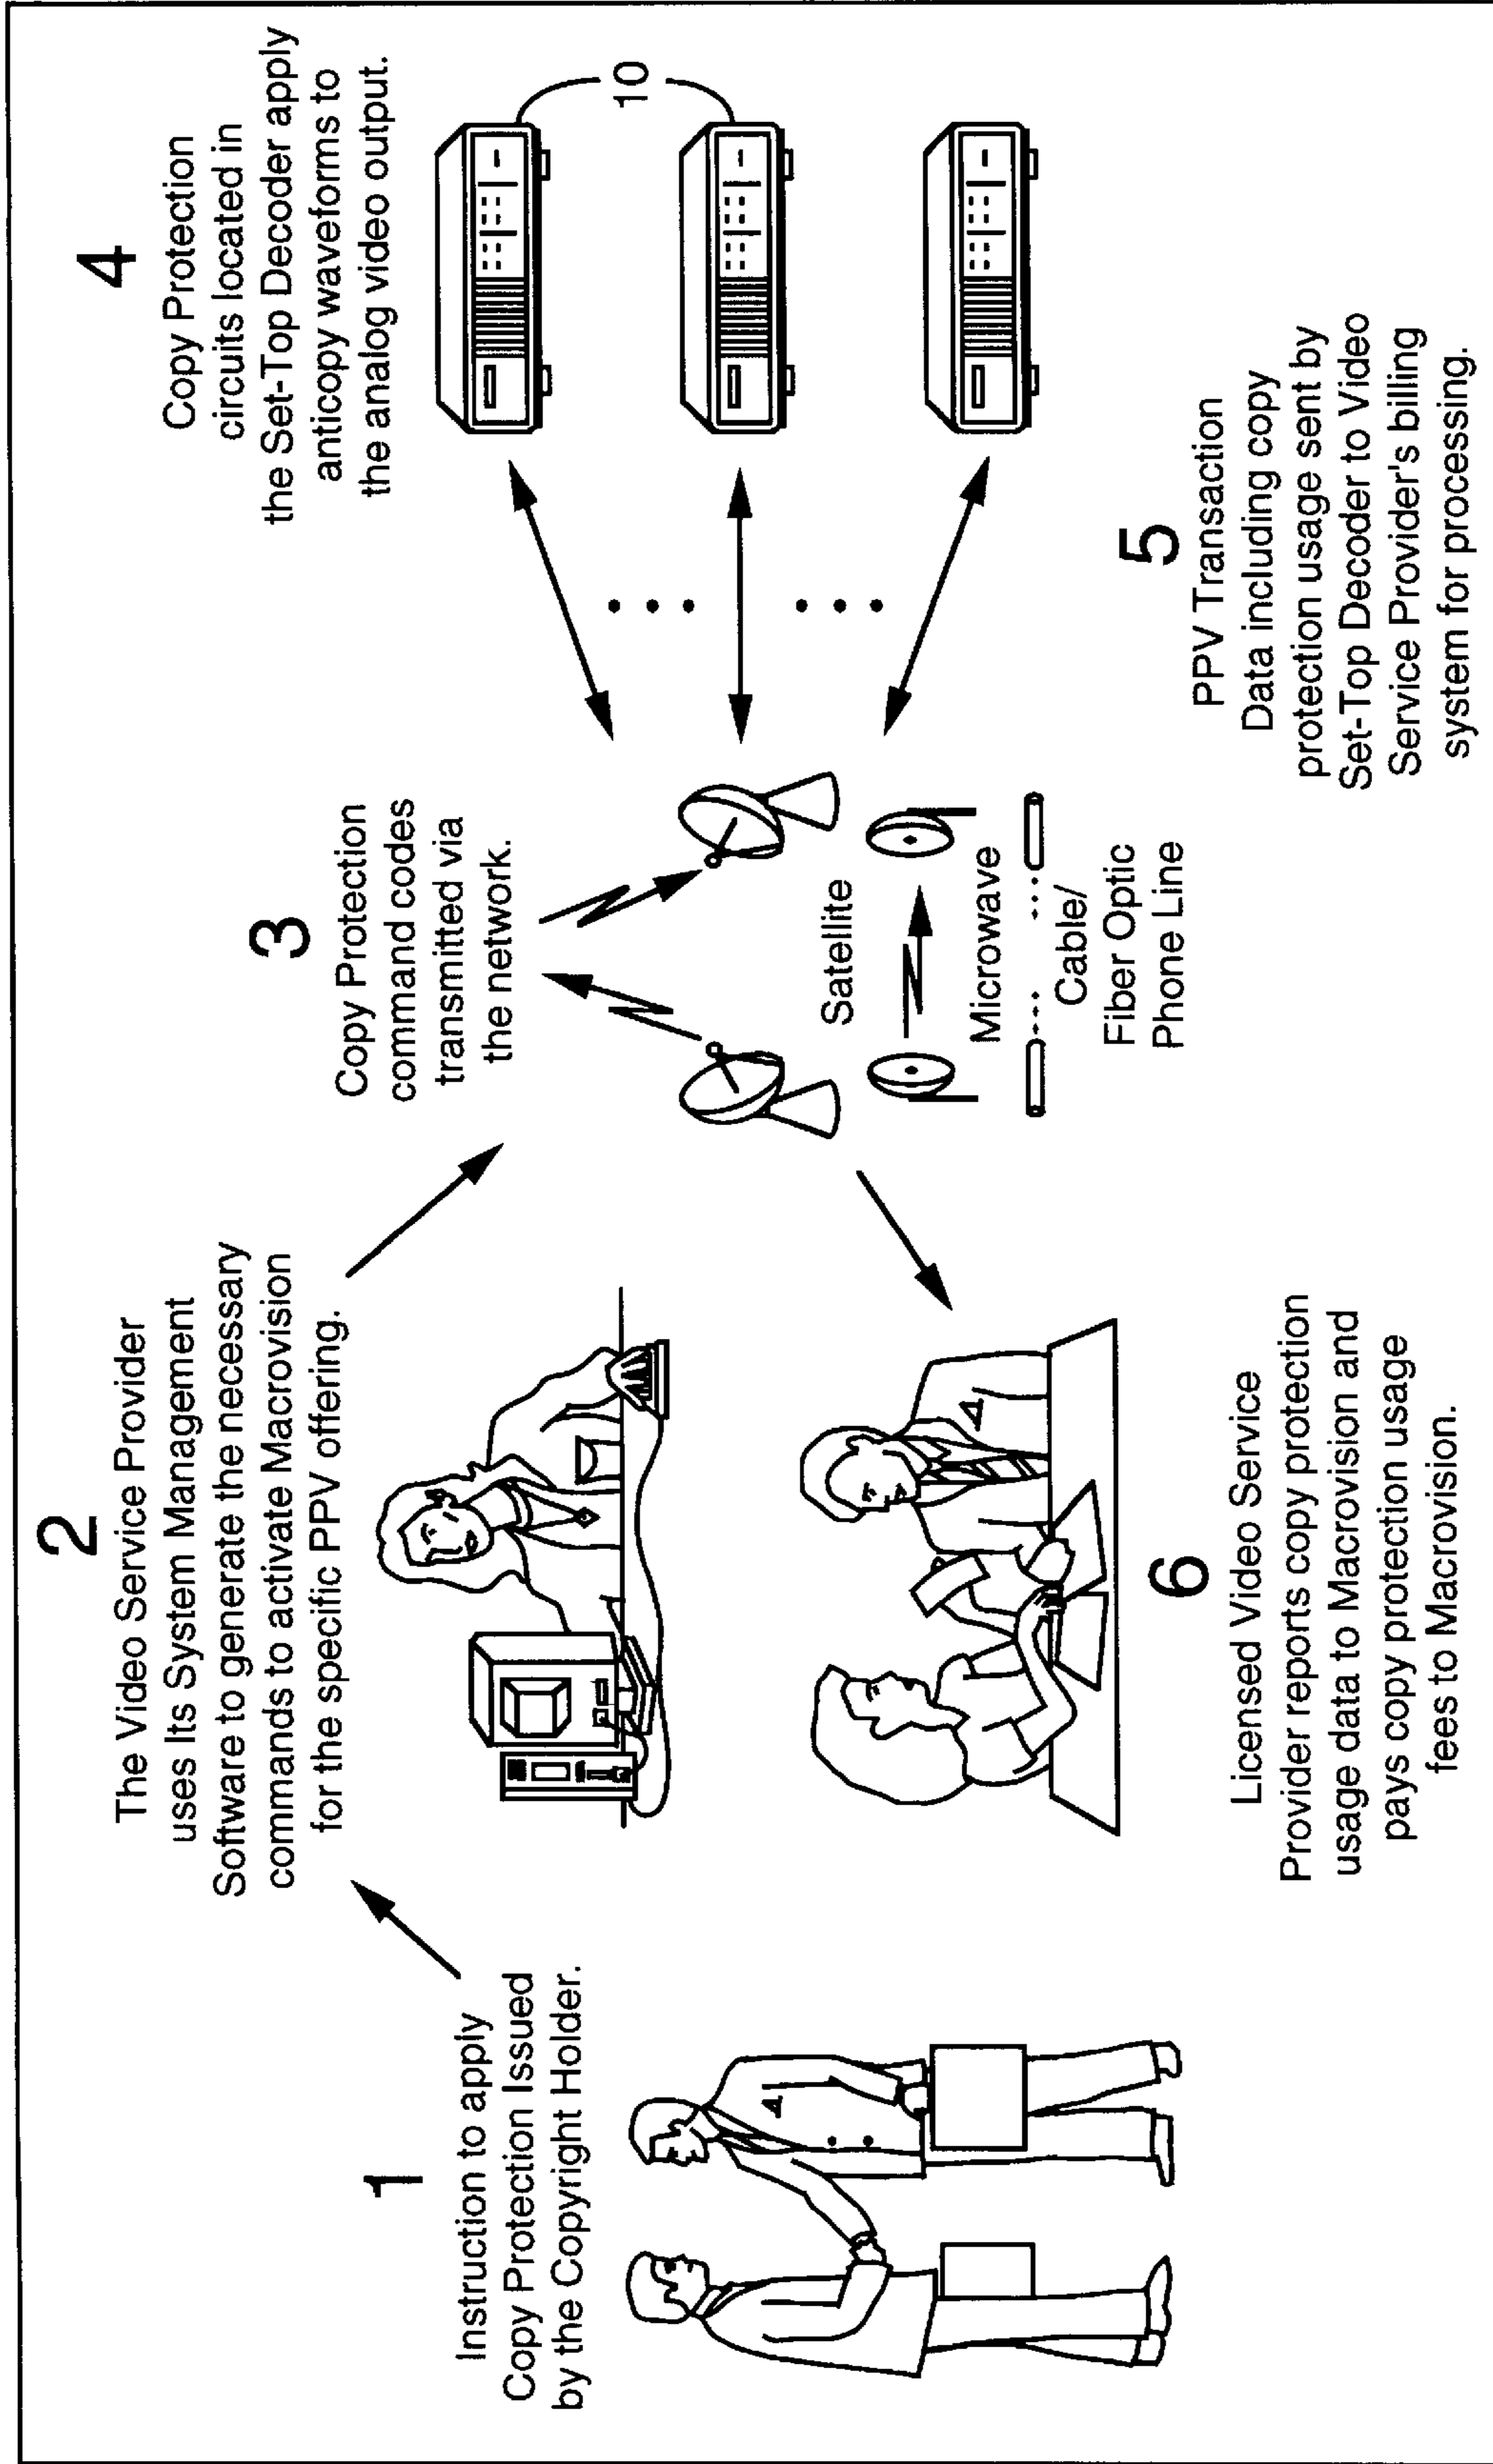 1
Instruction to apply
Copy Protection Issued
by the Copyright Holder.
2
The Video Service Provider
uses Its System Management
Software to generate the necessary
commands to activate Macrovision
for the specific PPV offering.
3
Copy Protection
command codes
transmitted via
the network.
Satellite
Microwave
Cable/
Fiber Optic
Phone Line
4
Copy Protection
circuits located in
the Set-Top Decoder apply
anticopy waveforms to
the analog video output.
10
5
PPV Transaction
Data including copy
protection usage sent by
Set-Top Decoder to Video
Service Provider's billing
system for processing.
6
Licensed Video Service
Provider reports copy protection
usage data to Macrovision and
pays copy protection usage
fees to Macrovision.